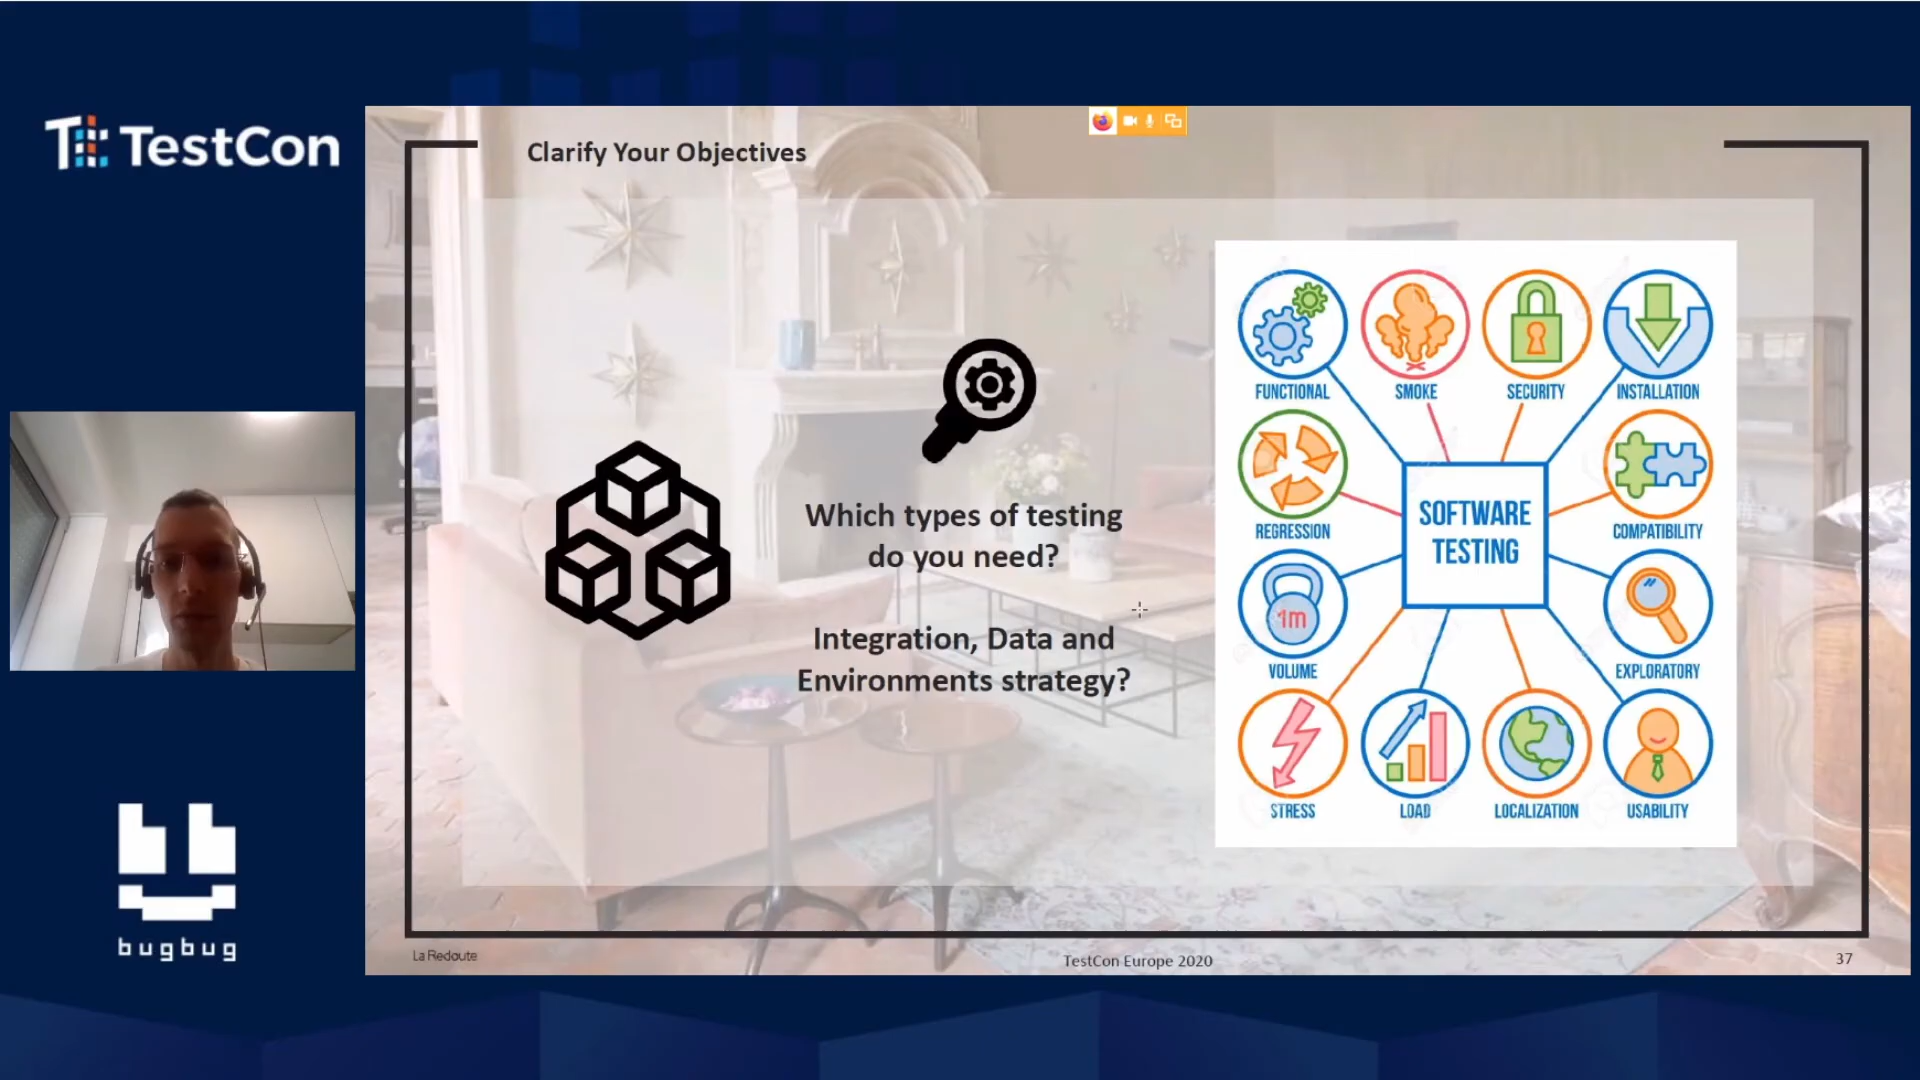 TestCon
Clarify Your Objectives
Which types of testing
do you need?
Integration, Data and
Environments strategy?
FUNCTIONAL
SMOKE
SECURITY
INSTALLATION
REGRESSION
SOFTWARE
TESTING
COMPATIBILITY
1m
VOLUME
EXPLORATORY
STRESS
LOAD
LOCALIZATION
USABILITY
bugbug
La Redoute
TestCon Europe 2020
37